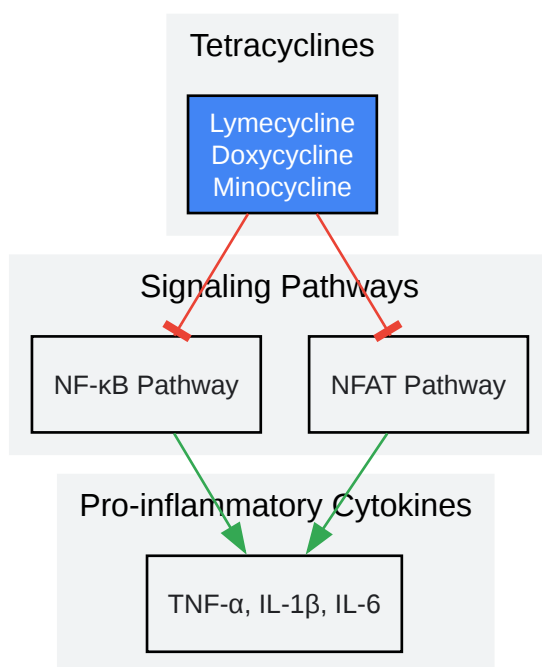 Tetracyclines
Lymecycline
Doxycycline
Minocycline
Signaling Pathways
NF-κB Pathway
NFAT Pathway
Pro-inflammatory Cytokines
TNF-α, IL-1β, IL-6